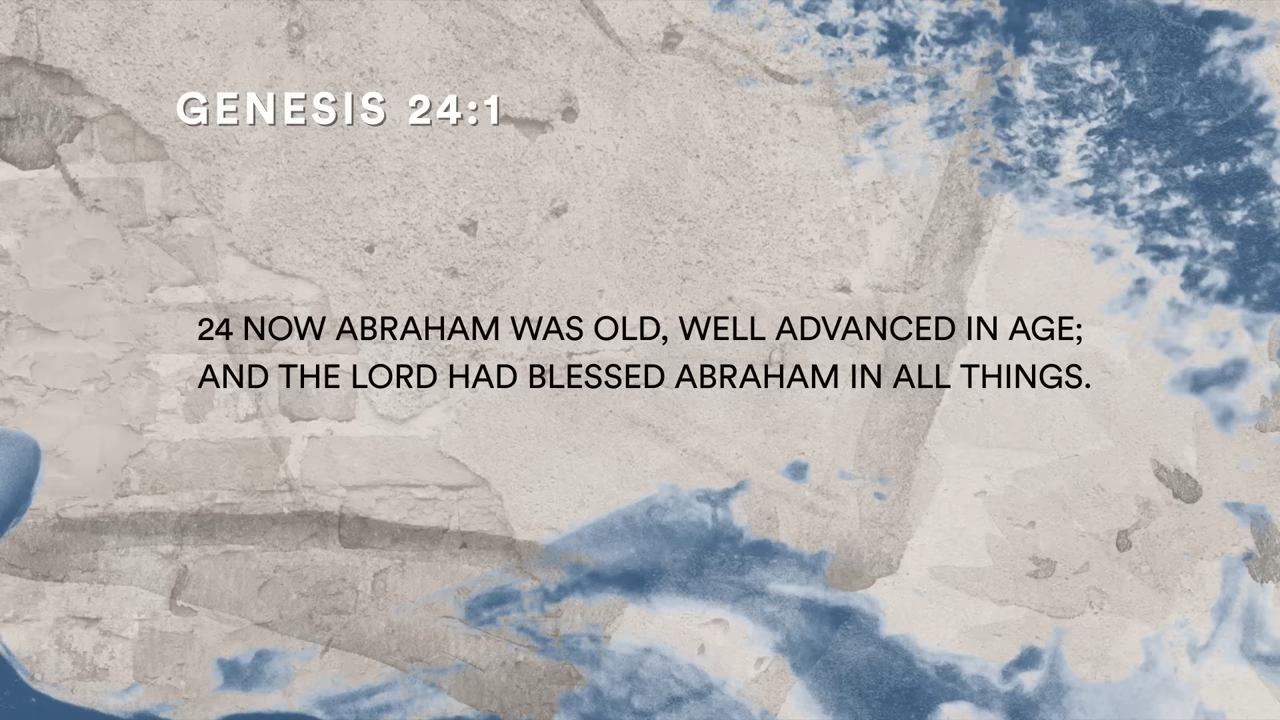 GENESIS 24:1
24 NOW ABRAHAM WAS OLD, WELL ADVANCED IN AGE;
AND THE LORD HAD BLESSED ABRAHAM IN ALL THINGS.